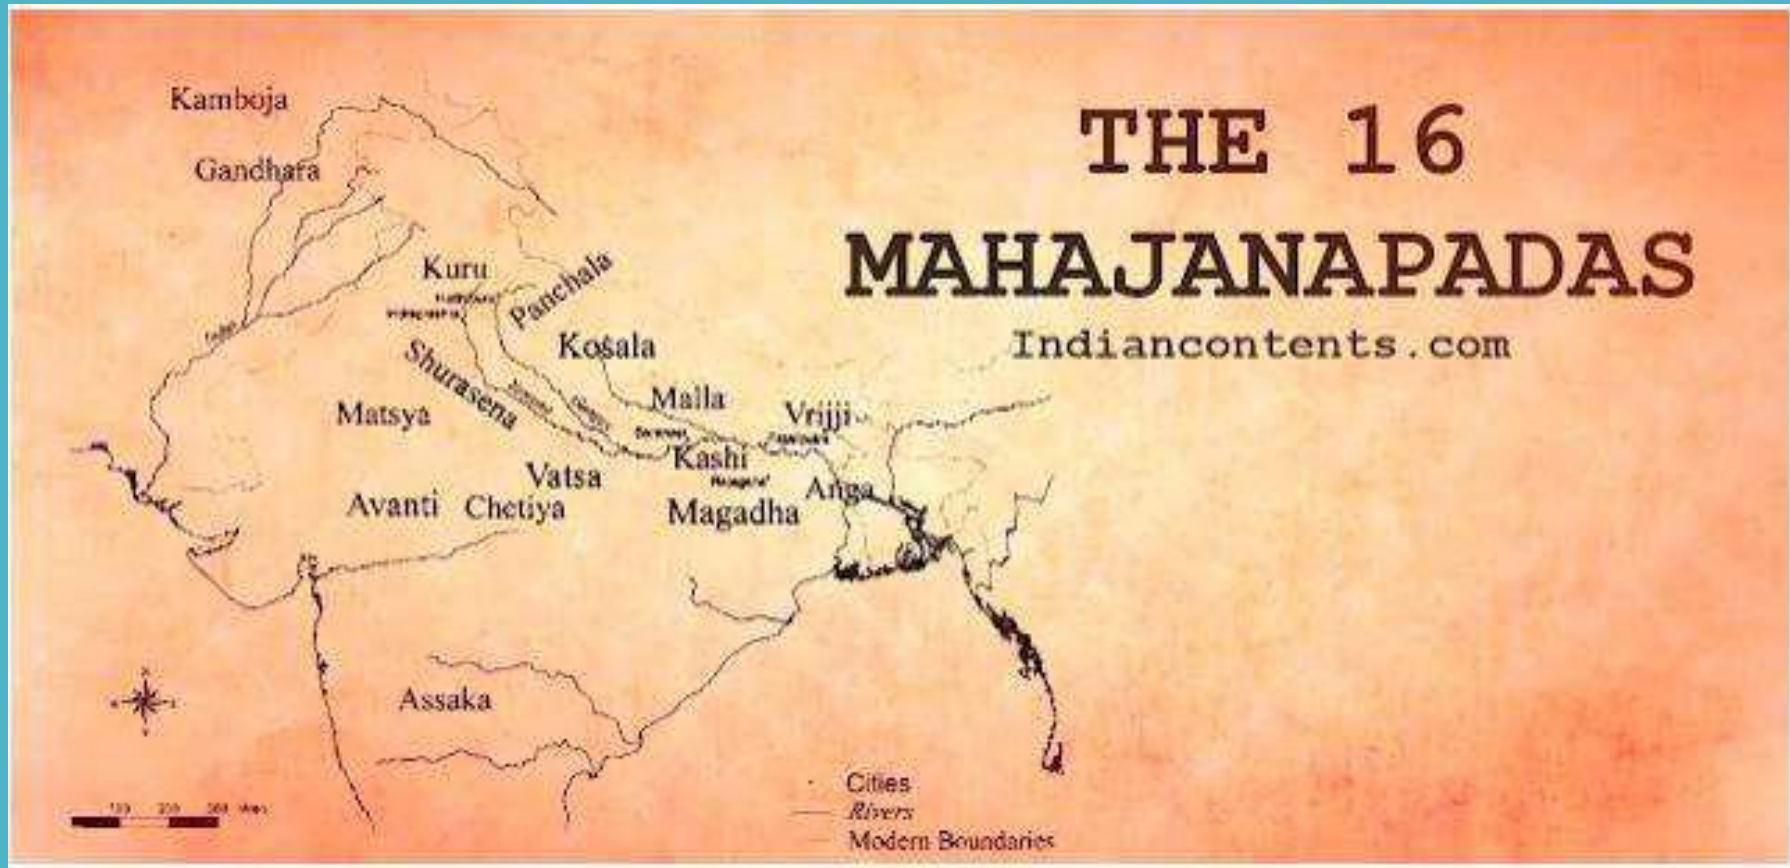 THE 16
MAHAJANAPADAS
Indiancontents.com
Kamboja
Gandhara
Kuru
Panchala
Kosala
Shurasena
Malla
Matsya
Vrijji
Kashi
Vatsa
Anga
Avanti
Chetiya
Magadha
Assaka
Cities
Rivers
Modern Boundaries